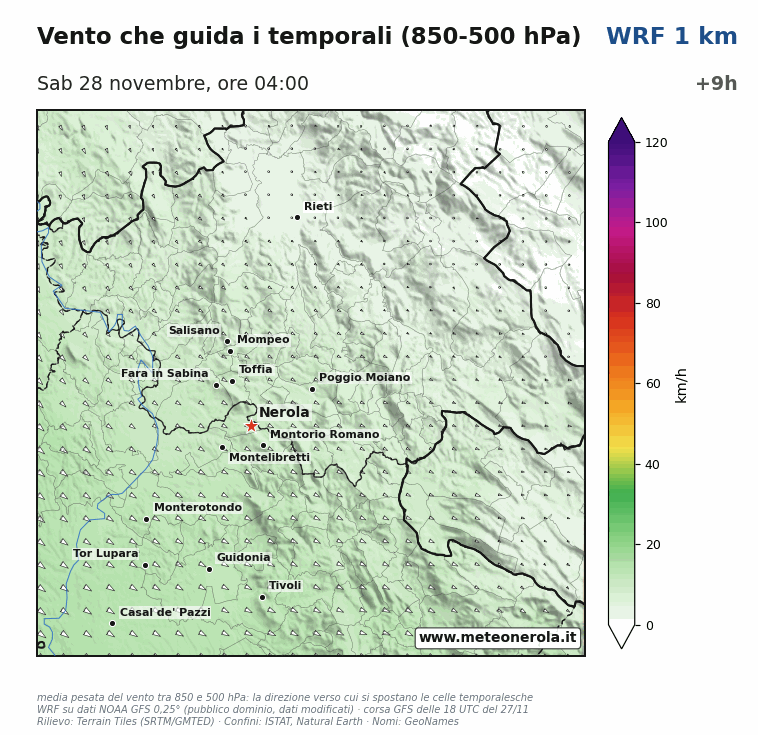 Vento che guida i temporali (850-500 hPa) WRF 1 km
Sab 28 novembre, ore 04:00 +9h
Rieti
Salisano
Mompeo
Fara in Sabina
Toffia
Poggio Moiano
Nerola
Montorio Romano
Montelibretti
Monterotondo
Tor Lupara
Guidonia
Tivoli
Casal de' Pazzi
www.meteonerola.it
120
100
80
60
40
20
0
km/h
media pesata del vento tra 850 e 500 hPa: la direzione verso cui si spostano le celle temporalesche
WRF su dati NOAA GFS 0,25° (pubblico dominio, dati modificati) · corsa GFS delle 18 UTC del 27/11
Rilievo: Terrain Tiles (SRTM/GMTED) · Confini: ISTAT, Natural Earth · Nomi: GeoNames